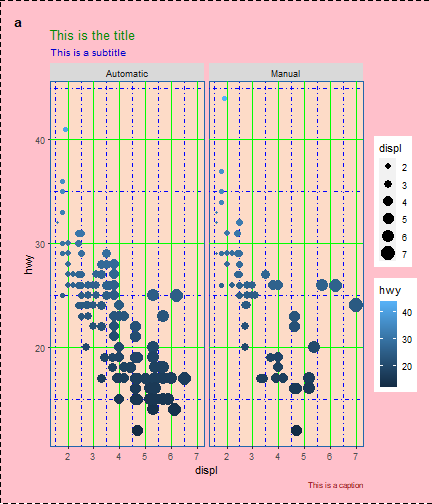 a
This is the title
This is a subtitle
Automatic
Manual
hwy
40
30
20
2 3 4 5 6 7
2 3 4 5 6 7
displ
displ
2
3
4
5
6
7
hwy
40
30
20
This is a caption